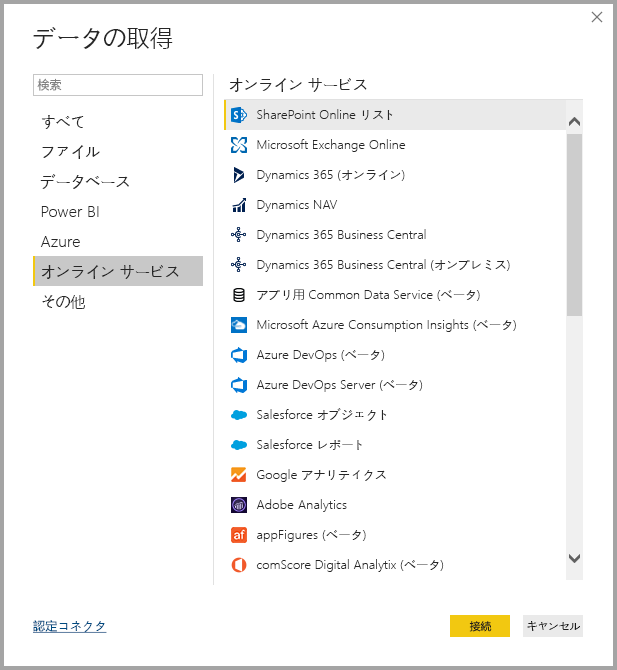 データの取得
検索
すべて
ファイル
データベース
Power BI
Azure
オンライン サービス
その他
オンライン サービス
SharePoint Online リスト
Microsoft Exchange Online
Dynamics 365 (オンライン)
Dynamics NAV
Dynamics 365 Business Central
Dynamics 365 Business Central (オンプレミス)
アプリ用 Common Data Service (ベータ)
Microsoft Azure Consumption Insights (ベータ)
Azure DevOps (ベータ)
Azure DevOps Server (ベータ)
Salesforce オブジェクト
Salesforce レポート
Google アナリティクス
Adobe Analytics
af appFigures (ベータ)
comScore Digital Analytix (ベータ)
認定コネクタ
接続
キャンセル